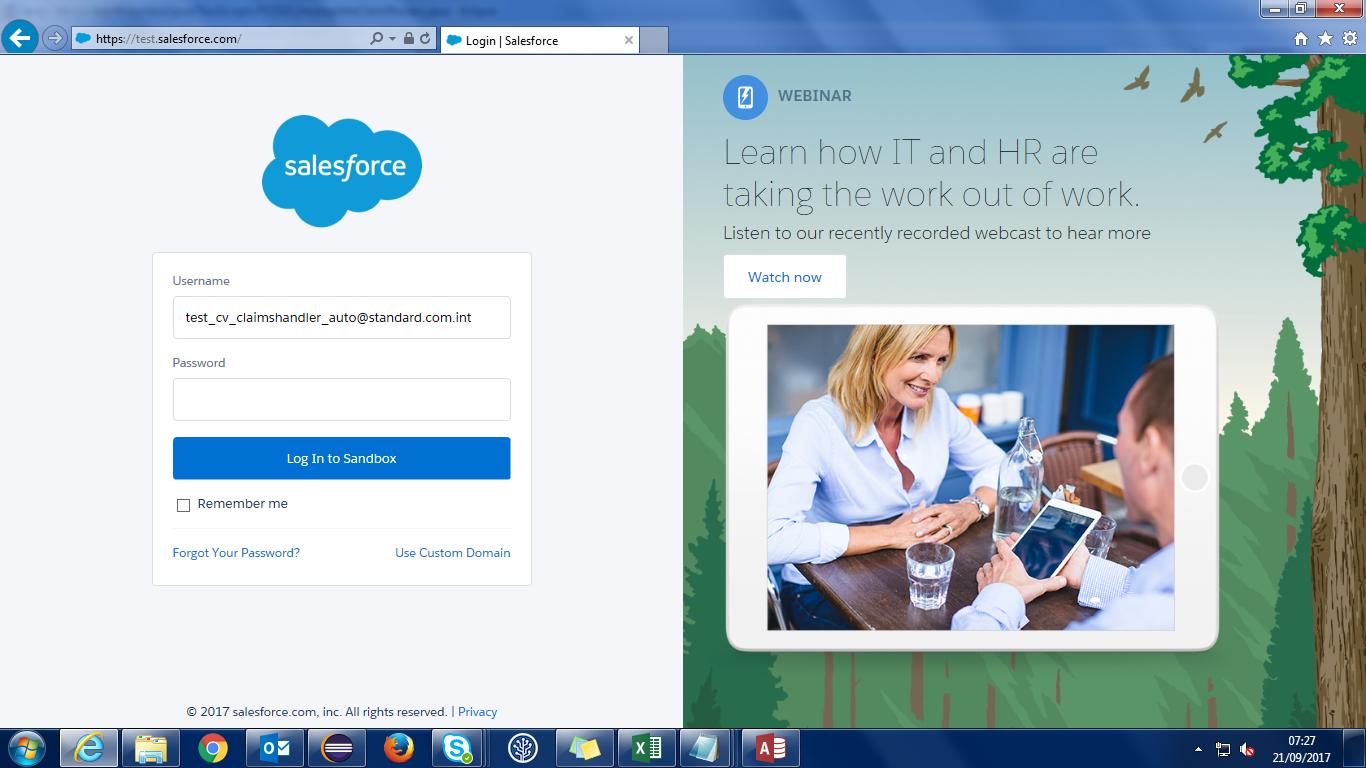 https://test.salesforce.com/
Login | Salesforce
salesforce
Username
test_cv_claimshandler_auto@standard.com.int
Password
Log In to Sandbox
Remember me
Forgot Your Password?
Use Custom Domain
© 2017 salesforce.com, inc. All rights reserved. | Privacy
WEBINAR
Learn how IT and HR are
taking the work out of work.
Listen to our recently recorded webcast to hear more
Watch now
07:27
21/09/2017